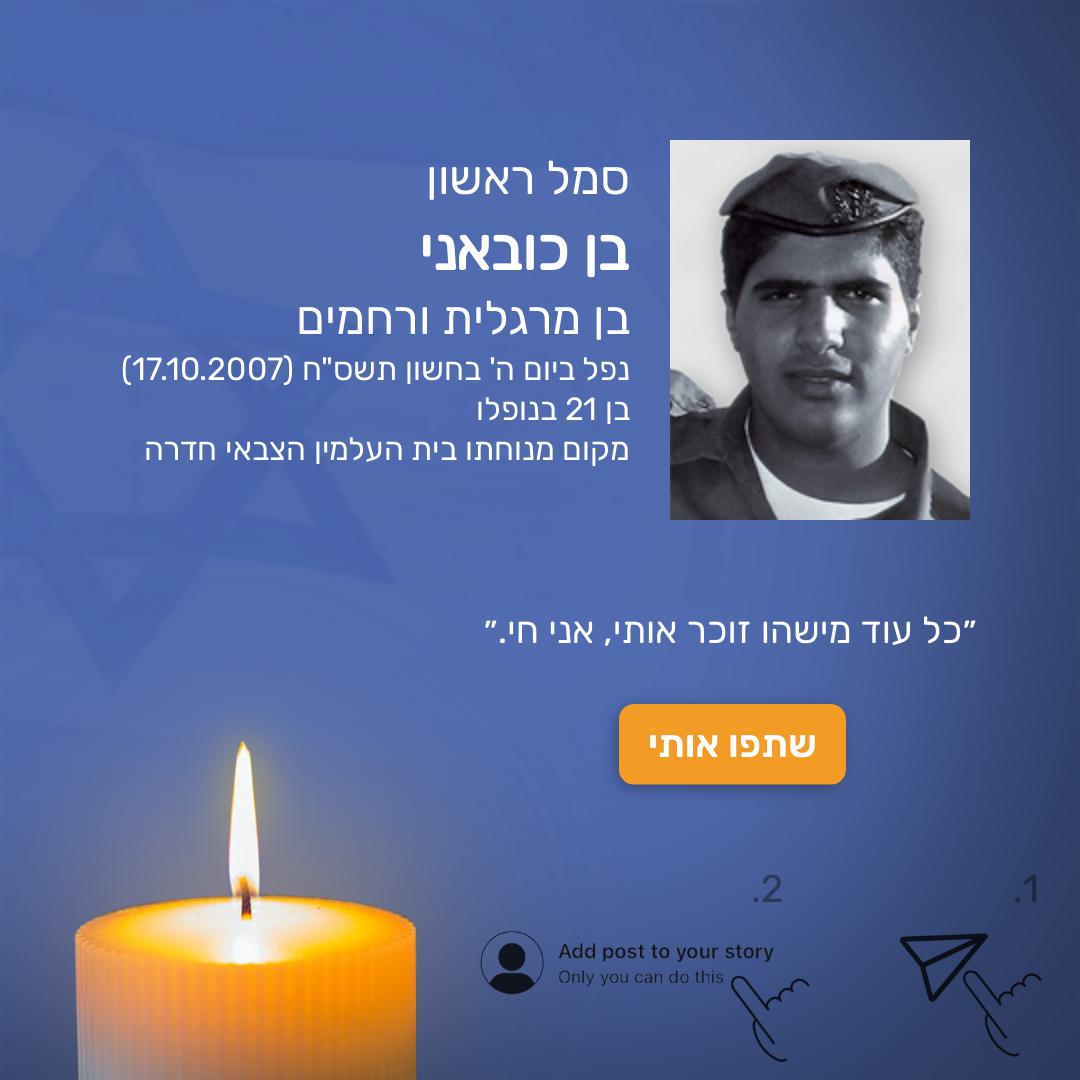 סמל ראשון
בן כובאני
בן מרגלית ורחמים
נפל ביום ה' בחשון תשס"ח (17.10.2007)
בן 21 בנופלו
מקום מנוחתו בית העלמין הצבאי חדרה
״כל עוד מישהו זוכר אותי, אני חי.״
שתפו אותי
1.
2.
Add post to your story
Only you can do this